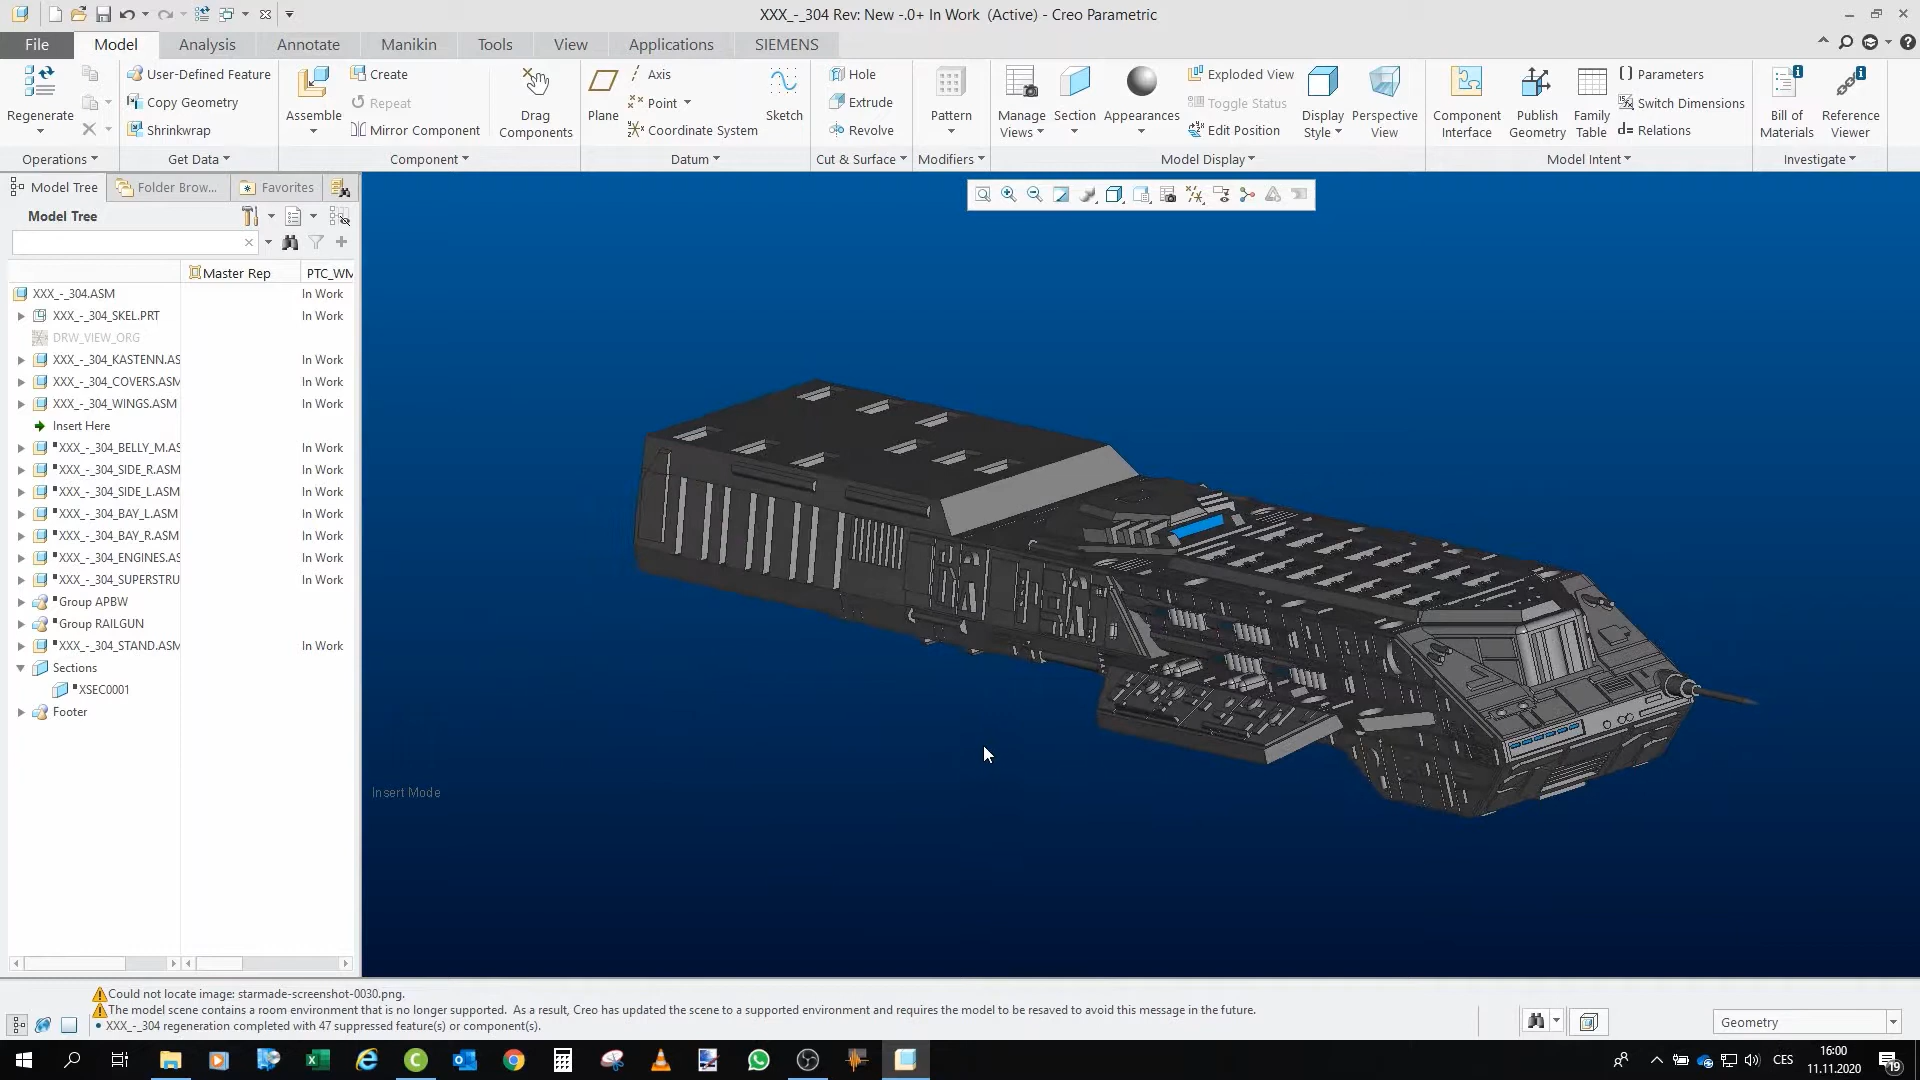 XXX_-_304 Rev: New -.0+ In Work (Active) - Creo Parametric
File Model Analysis Annotate Manikin Tools View Applications SIEMENS
Regenerate
Operations
User-Defined Feature
Copy Geometry
Shrinkwrap
Get Data
Assemble
Create
Repeat
Mirror Component
Drag
Components
Component
Plane
Axis
Point
Coordinate System
Sketch
Datum
Hole
Extrude
Revolve
Cut & Surface
Pattern
Modifiers
Manage
Views
Section
Appearances
Exploded View
Toggle Status
Edit Position
Display
Style
Perspective
View
Model Display
Component
Interface
Publish
Geometry
Family
Table
Parameters
Switch Dimensions
d= Relations
Model Intent
Bill of
Materials
Reference
Viewer
Investigate
Model Tree Folder Brow... Favorites
Model Tree
Master Rep PTC_WM
XXX_-_304.ASM In Work
XXX_-_304_SKEL.PRT In Work
DRW_VIEW_ORG
XXX_-_304_KASTENN.AS In Work
XXX_-_304_COVERS.ASM In Work
XXX_-_304_WINGS.ASM In Work
Insert Here
XXX_-_304_BELLY_M.AS In Work
XXX_-_304_SIDE_R.ASM In Work
XXX_-_304_SIDE_L.ASM In Work
XXX_-_304_BAY_L.ASM In Work
XXX_-_304_BAY_R.ASM In Work
XXX_-_304_ENGINES.AS In Work
XXX_-_304_SUPERSTRU In Work
Group APBW
Group RAILGUN
XXX_-_304_STAND.ASM In Work
Sections
XSEC0001
Footer
Insert Mode
Could not locate image: starmade-screenshot-0030.png.
The model scene contains a room environment that is no longer supported. As a result, Creo has updated the scene to a supported environment and requires the model to be resaved to avoid this message in the future.
• XXX_-_304 regeneration completed with 47 suppressed feature(s) or component(s).
Geometry
CES
16:00
11.11.2020
19